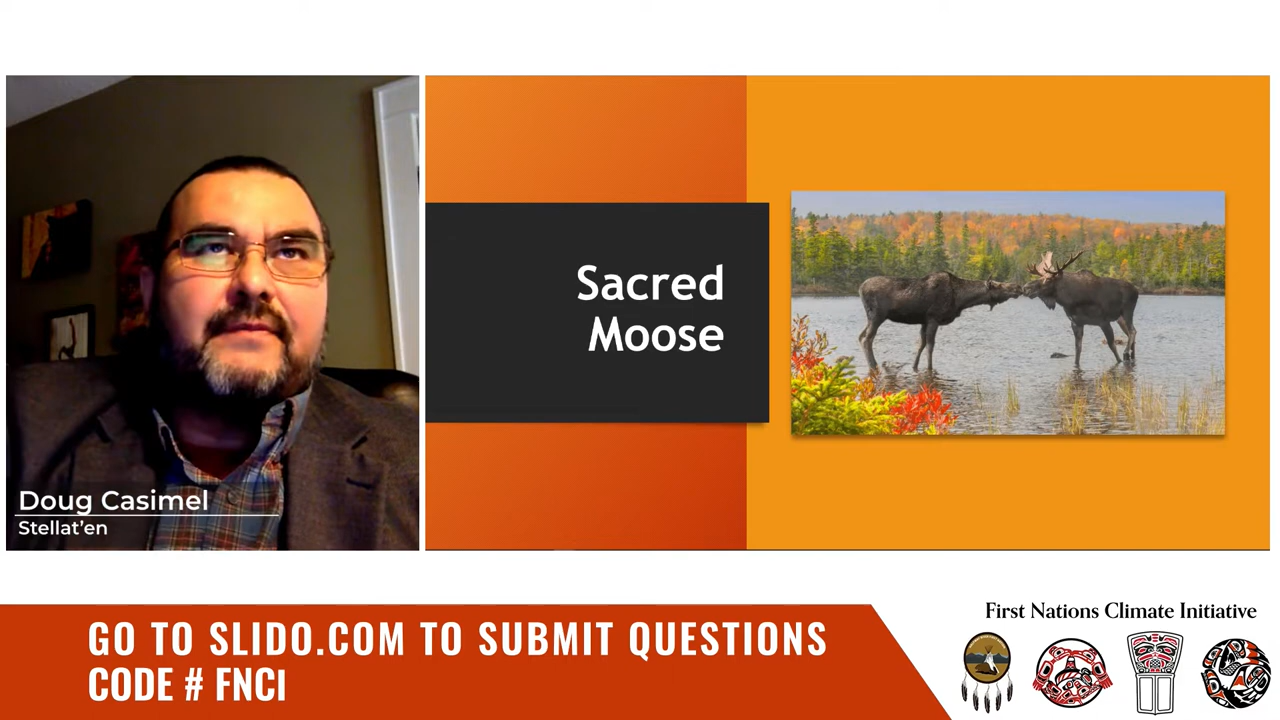 Doug Casimel
Stellat'en
Sacred
Moose
GO TO SLIDO.COM TO SUBMIT QUESTIONS
CODE # FNCI
First Nations Climate Initiative